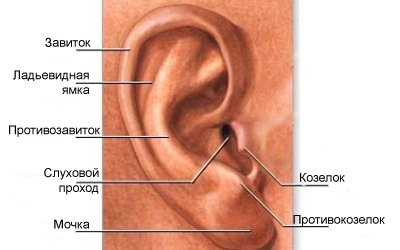 Завиток
Ладьевидная
ямка
Противозавиток
Слуховой
проход
Мочка
Козелок
Противокозелок